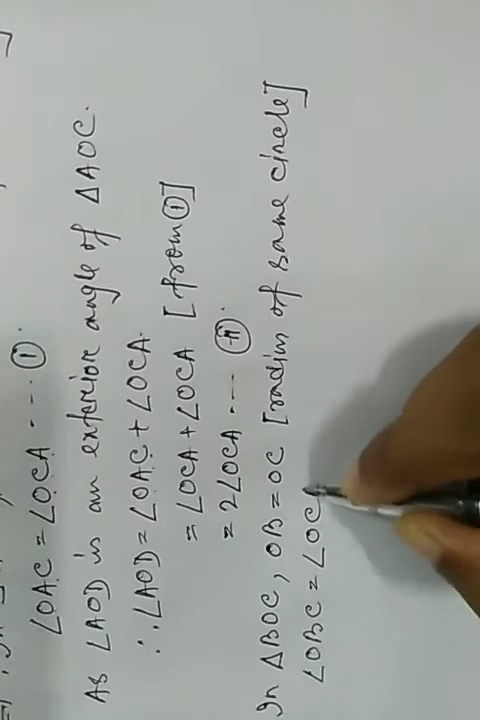 ∠OAC = ∠OCA ---- ①.
As ∠AOD is an exterior angle of ΔAOC.
∴ ∠AOD = ∠OAC + ∠OCA.
= ∠OCA + ∠OCA [from ①]
= 2∠OCA ---- ⓘⓘ.
In ΔBOC, OB = OC [radius of same circle]
∠OBC = ∠OC